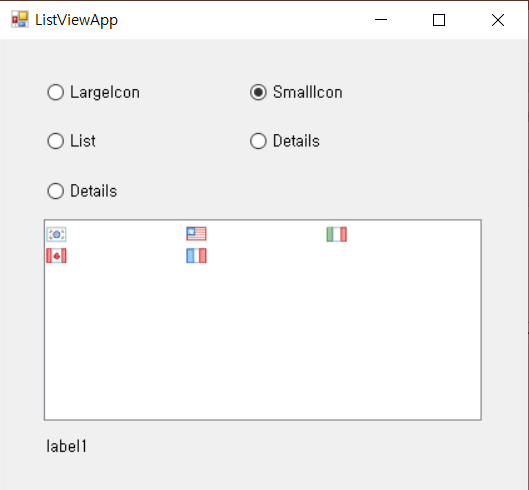 ListViewApp
LargeIcon SmallIcon
List Details
Details
label1